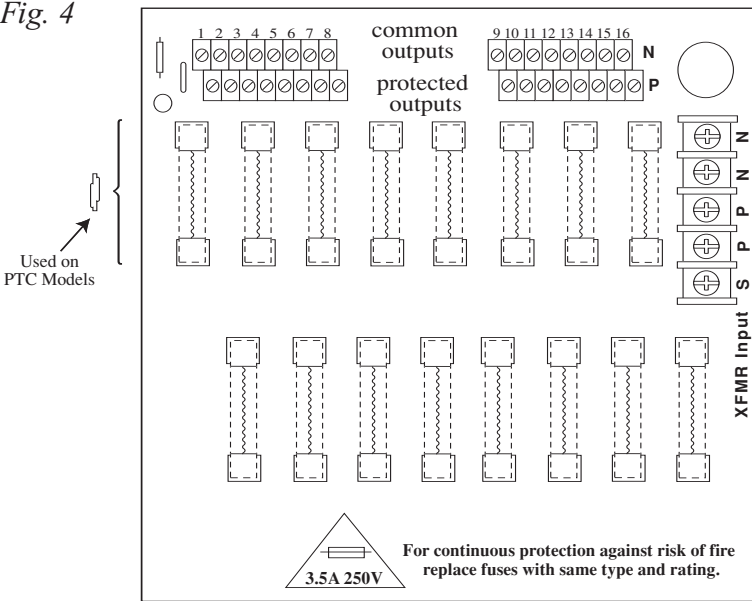 Fig. 4
1 2 3 4 5 6 7 8
common
outputs
9 10 11 12 13 14 15 16
N
protected
outputs
P
N
N
P
P
S
XFMR Input
Used on
PTC Models
3.5A 250V
For continuous protection against risk of fire
replace fuses with same type and rating.